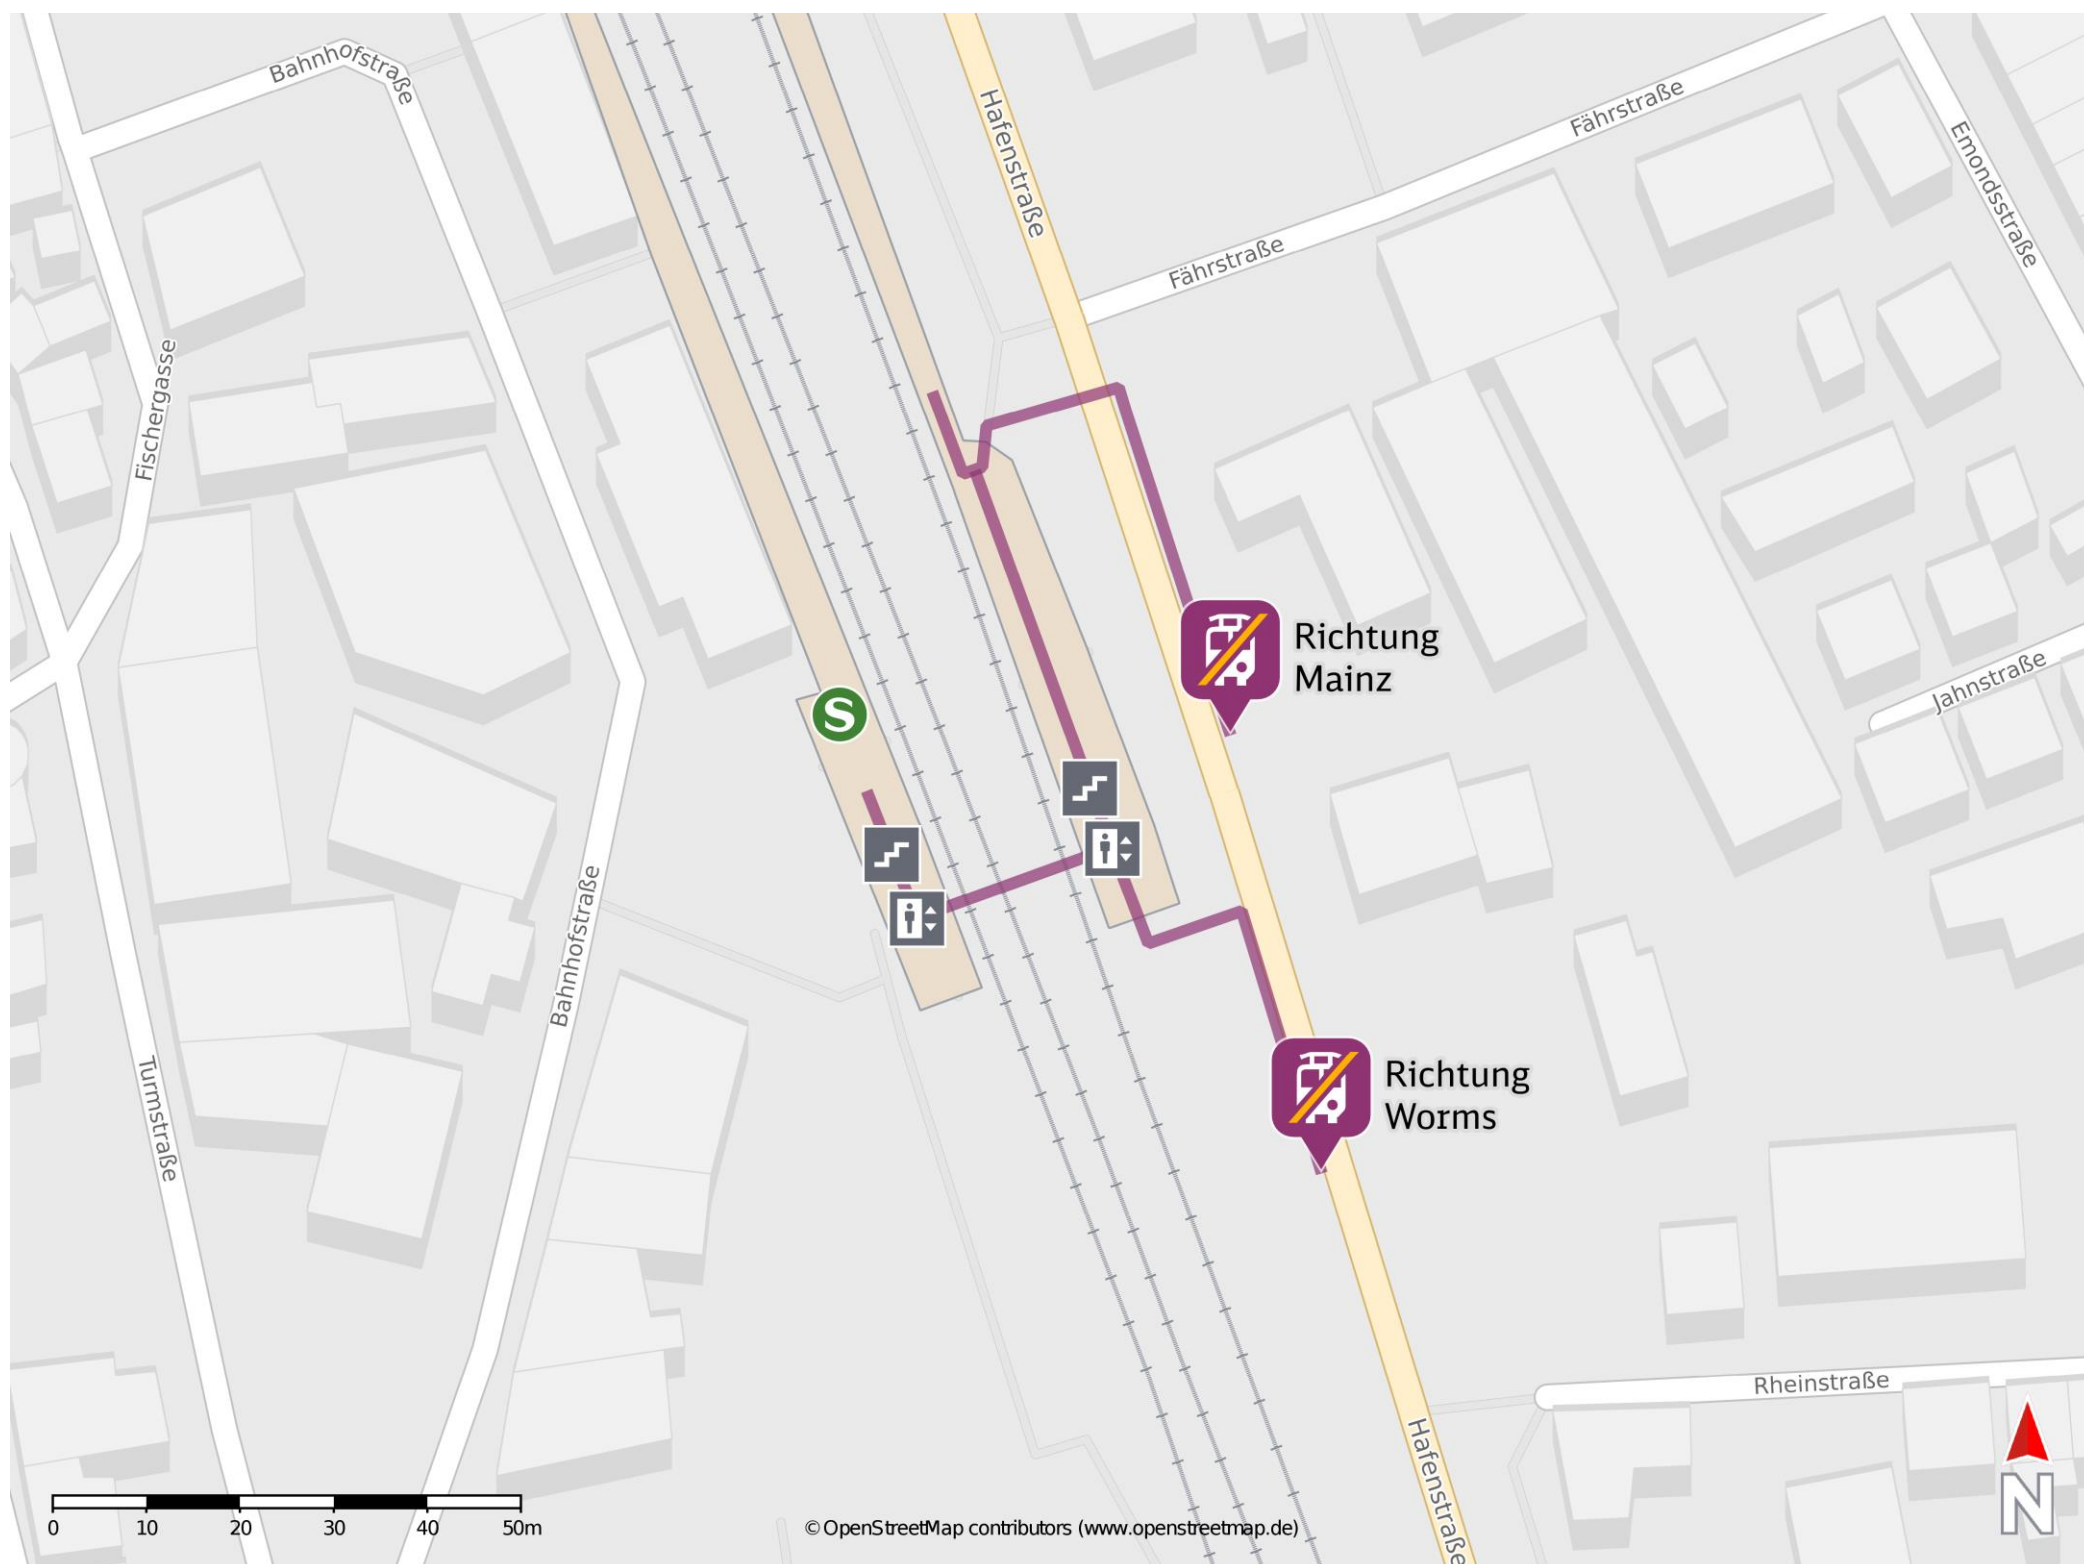 Bahnhofstraße
Hafenstraße
Fährstraße
Emondsstraße
Fährstraße
Fischergasse
Richtung
Mainz
S
Jahnstraße
Bahnhofstraße
Turmstraße
Richtung
Worms
Rheinstraße
Hafenstraße
N
0 10 20 30 40 50m
© OpenStreetMap contributors (www.openstreetmap.de)